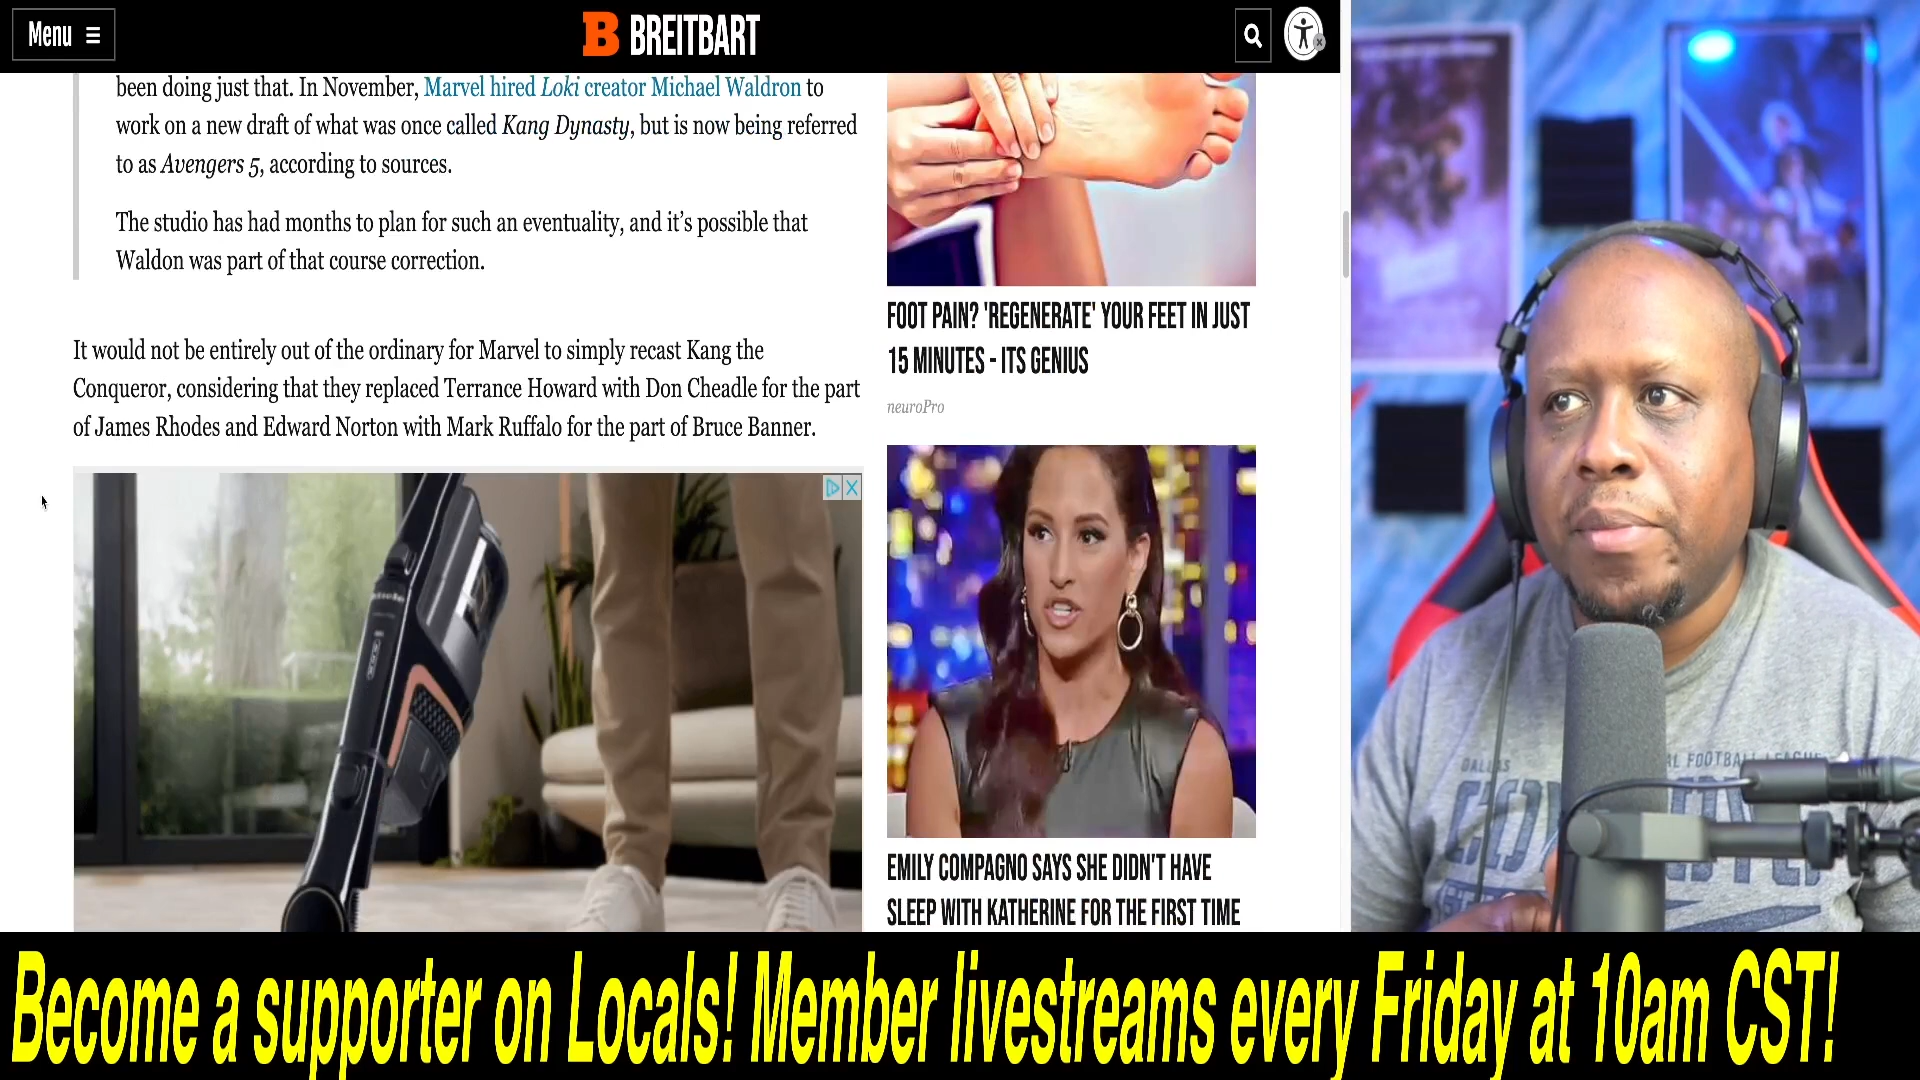 Menu
BREITBART
been doing just that. In November, Marvel hired Loki creator Michael Waldron to
work on a new draft of what was once called Kang Dynasty, but is now being referred
to as Avengers 5, according to sources.
The studio has had months to plan for such an eventuality, and it's possible that
Waldon was part of that course correction.
It would not be entirely out of the ordinary for Marvel to simply recast Kang the
Conqueror, considering that they replaced Terrance Howard with Don Cheadle for the part
of James Rhodes and Edward Norton with Mark Ruffalo for the part of Bruce Banner.
FOOT PAIN? 'REGENERATE' YOUR FEET IN JUST
15 MINUTES - ITS GENIUS
neuroPro
EMILY COMPAGNO SAYS SHE DIDN'T HAVE
SLEEP WITH KATHERINE FOR THE FIRST TIME
DALLAS
FOOTBALL LEAGUE
Become a supporter on Locals! Member livestreams every Friday at 10am CST!